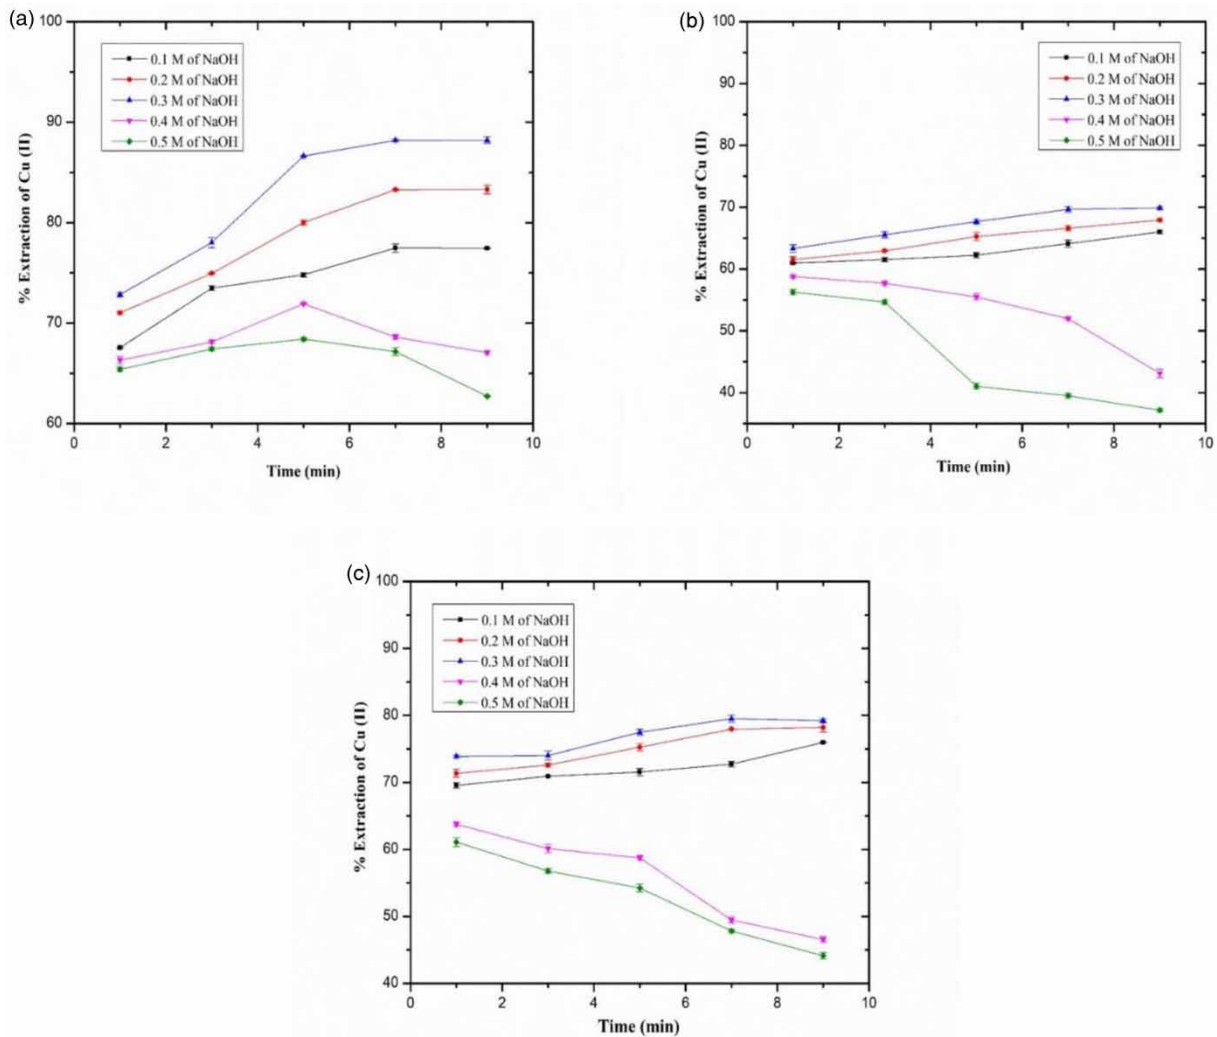 (a)
100
90
80
70
60
% Extraction of Cu (II)
0.1 M of NaOH
0.2 M of NaOH
0.3 M of NaOH
0.4 M of NaOH
0.5 M of NaOH
0 2 4 6 8 10
Time (min)
(b)
100
90
80
70
60
50
40
% Extraction of Cu (II)
0.1 M of NaOH
0.2 M of NaOH
0.3 M of NaOH
0.4 M of NaOH
0.5 M of NaOH
0 2 4 6 8 10
Time (min)
(c)
100
90
80
70
60
50
40
% Extraction of Cu (II)
0.1 M of NaOH
0.2 M of NaOH
0.3 M of NaOH
0.4 M of NaOH
0.5 M of NaOH
0 2 4 6 8 10
Time (min)